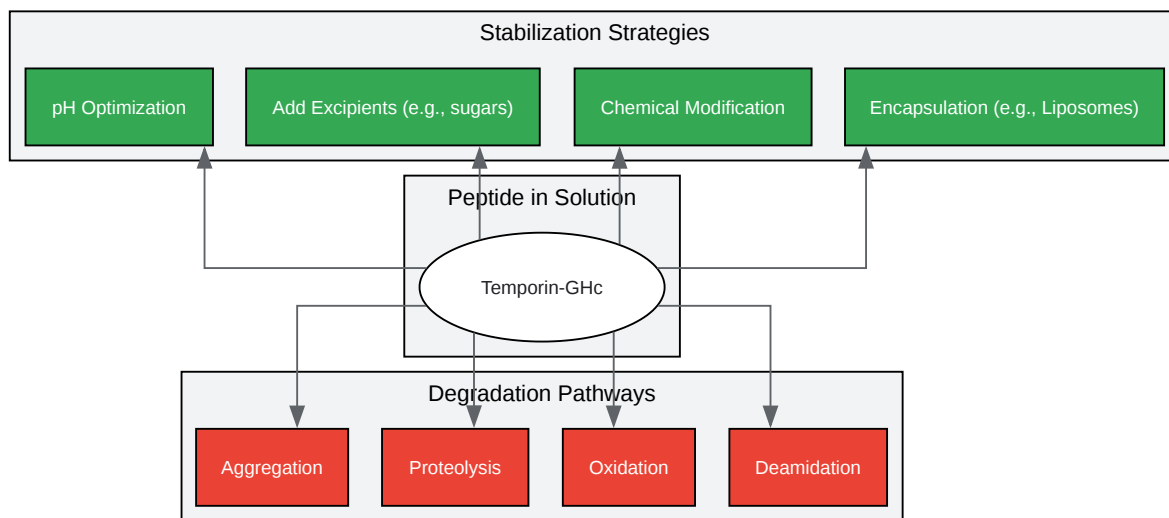 Stabilization Strategies
pH Optimization
Add Excipients (e.g., sugars)
Chemical Modification
Encapsulation (e.g., Liposomes)
Peptide in Solution
Temporin-GHc
Degradation Pathways
Aggregation
Proteolysis
Oxidation
Deamidation